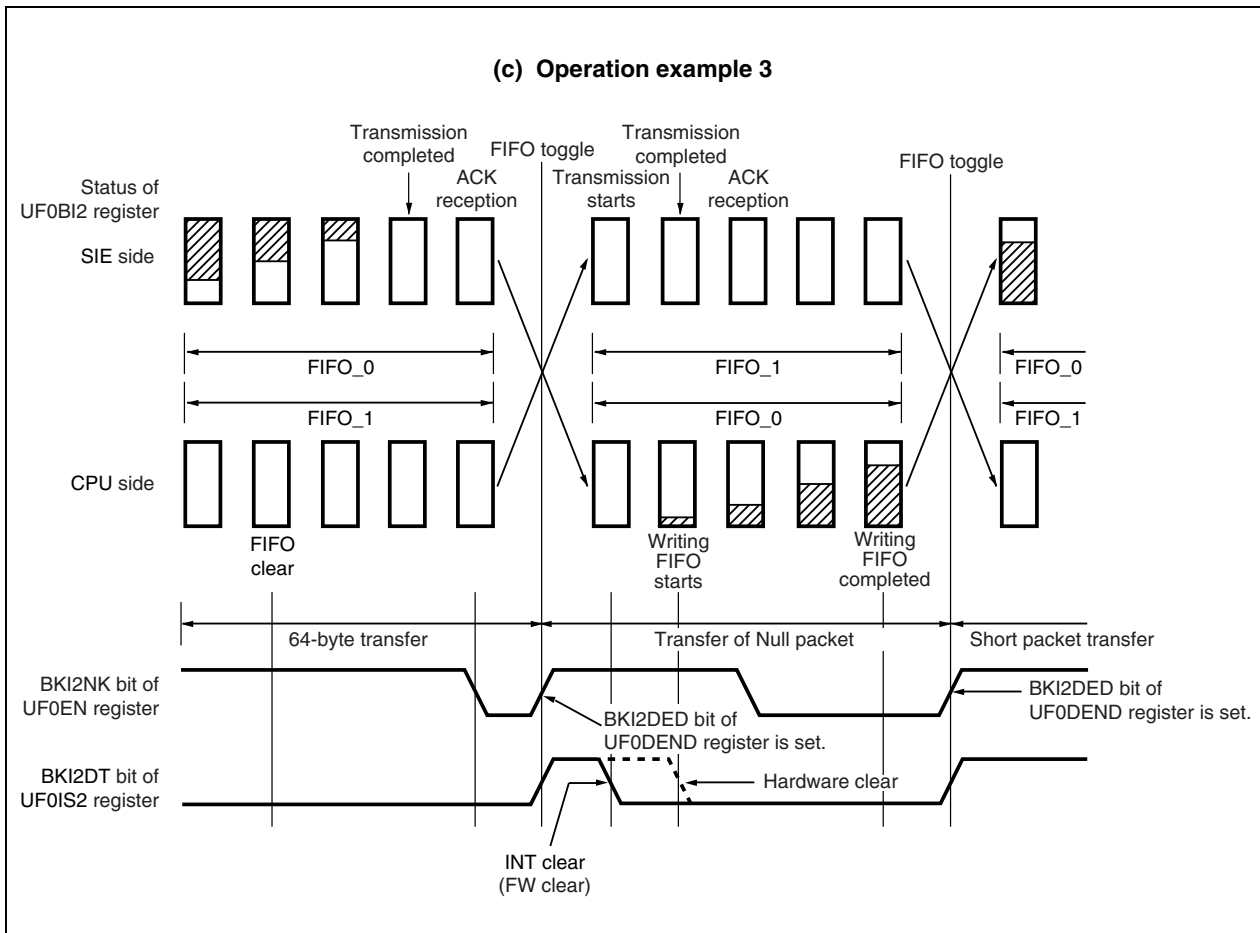 (c) Operation example 3
Transmission
completed
FIFO toggle
Transmission
completed
FIFO toggle
Status of
UF0BI2 register
ACK
reception
Transmission
starts
ACK
reception
SIE side
FIFO_0
FIFO_1
FIFO_0
FIFO_1
FIFO_0
FIFO_1
CPU side
FIFO
clear
Writing
FIFO
starts
Writing
FIFO
completed
64-byte transfer
Transfer of Null packet
Short packet transfer
BKI2NK bit of
UF0EN register
BKI2DED bit of
UF0DEND register is set.
BKI2DED bit of
UF0DEND register is set.
BKI2DT bit of
UF0IS2 register
Hardware clear
INT clear
(FW clear)